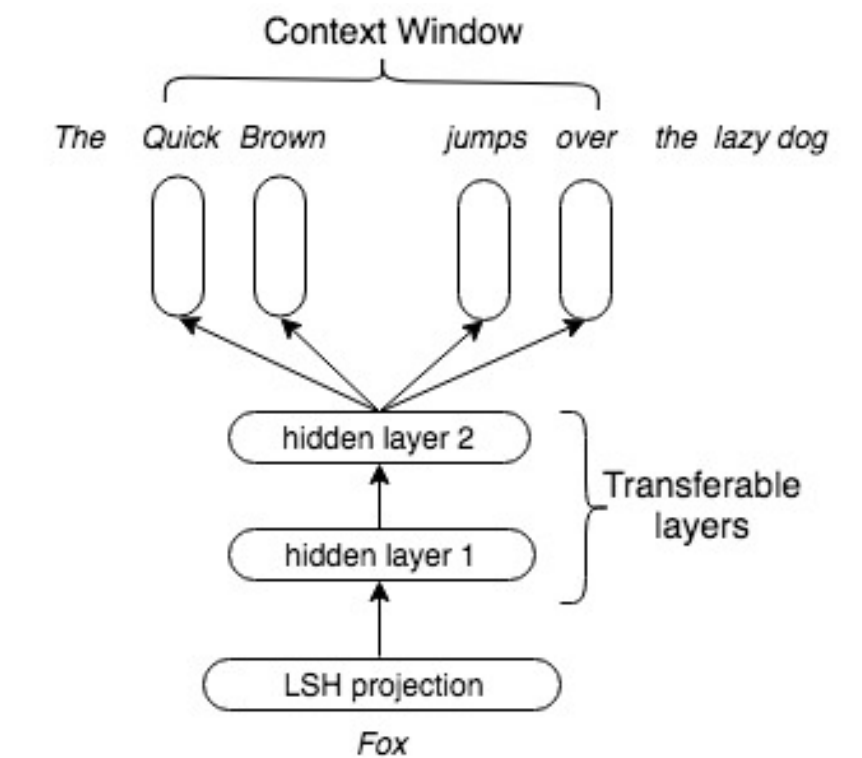 Context Window
The Quick Brown jumps over the lazy dog
hidden layer 2
Transferable
layers
hidden layer 1
LSH projection
Fox